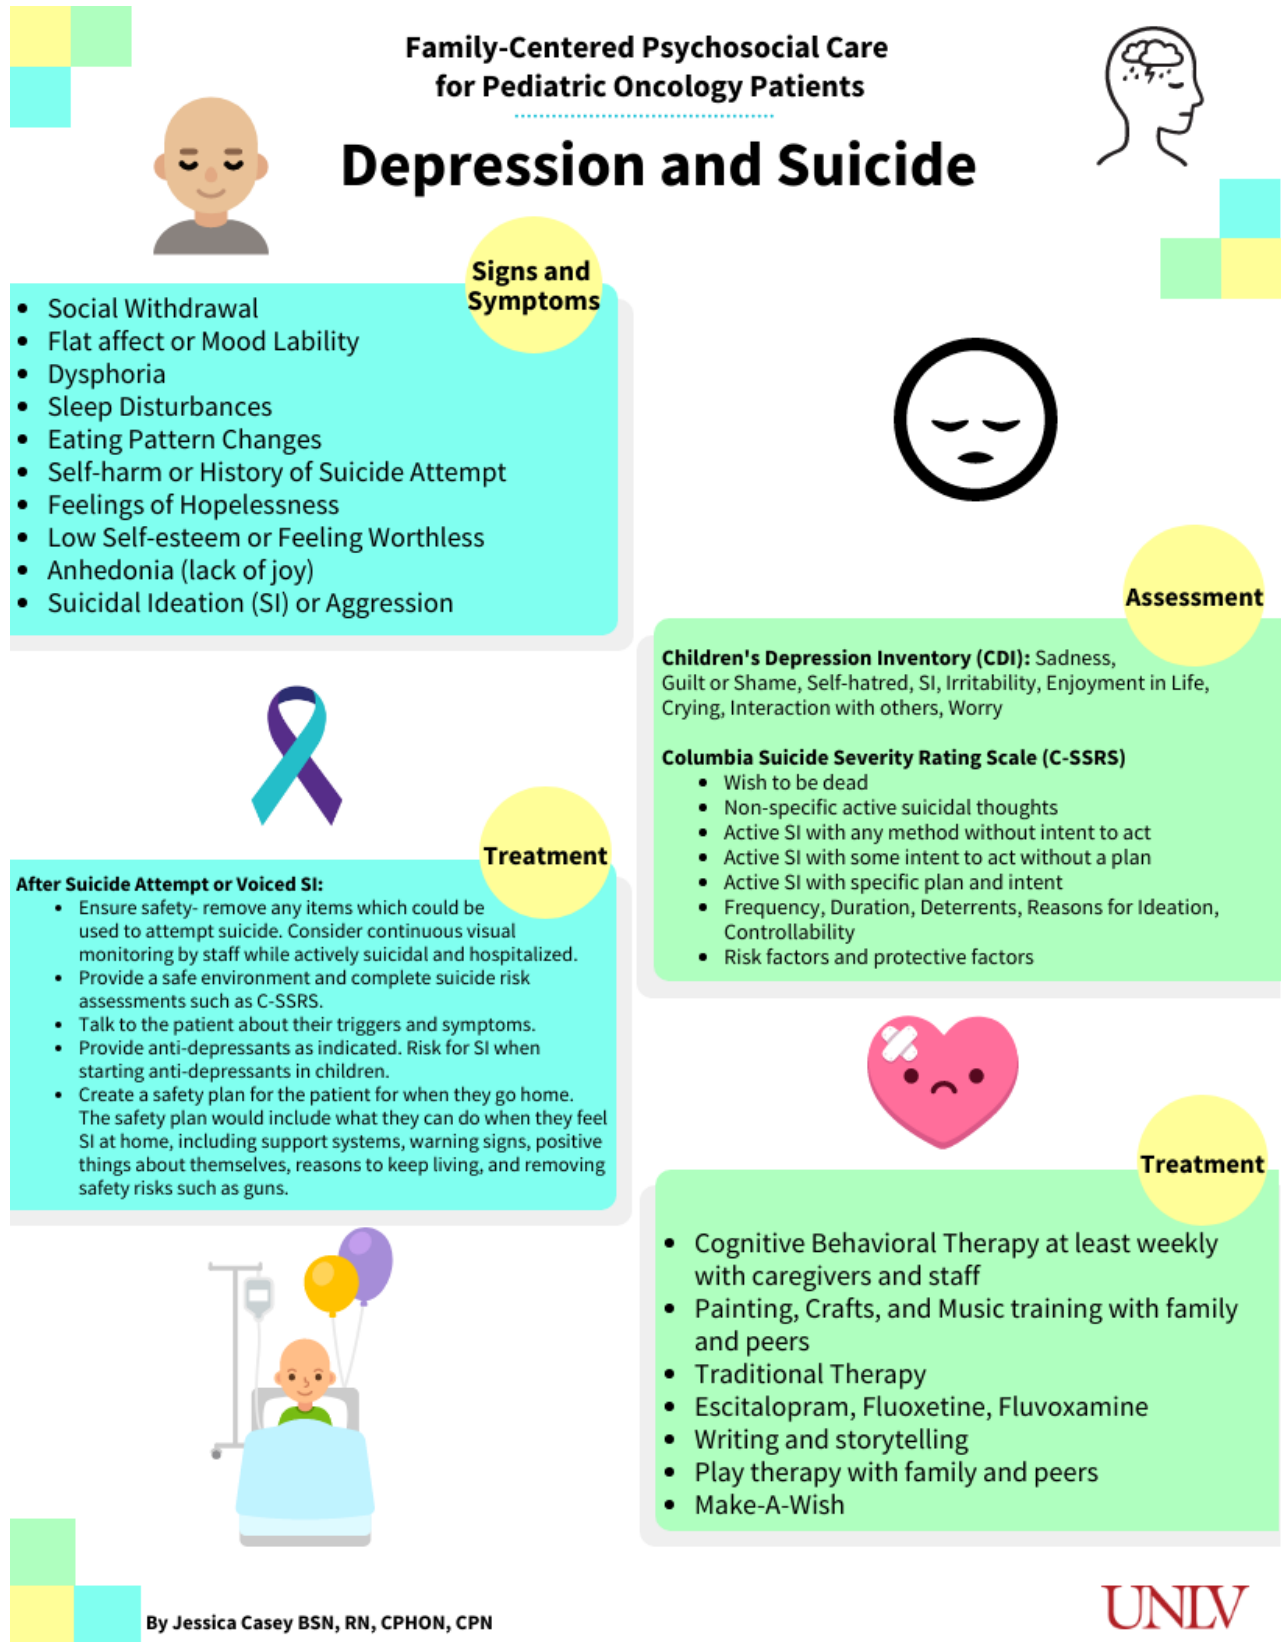 Family-Centered Psychosocial Care
for Pediatric Oncology Patients
Depression and Suicide
Signs and
Symptoms
• Social Withdrawal
• Flat affect or Mood Lability
• Dysphoria
• Sleep Disturbances
• Eating Pattern Changes
• Self-harm or History of Suicide Attempt
• Feelings of Hopelessness
• Low Self-esteem or Feeling Worthless
• Anhedonia (lack of joy)
• Suicidal Ideation (SI) or Aggression
Assessment
Children's Depression Inventory (CDI): Sadness,
Guilt or Shame, Self-hatred, SI, Irritability, Enjoyment in Life,
Crying, Interaction with others, Worry
Columbia Suicide Severity Rating Scale (C-SSRS)
• Wish to be dead
• Non-specific active suicidal thoughts
• Active SI with any method without intent to act
• Active SI with some intent to act without a plan
• Active SI with specific plan and intent
• Frequency, Duration, Deterrents, Reasons for Ideation,
Controllability
• Risk factors and protective factors
Treatment
After Suicide Attempt or Voiced SI:
• Ensure safety- remove any items which could be
used to attempt suicide. Consider continuous visual
monitoring by staff while actively suicidal and hospitalized.
• Provide a safe environment and complete suicide risk
assessments such as C-SSRS.
• Talk to the patient about their triggers and symptoms.
• Provide anti-depressants as indicated. Risk for SI when
starting anti-depressants in children.
• Create a safety plan for the patient for when they go home.
The safety plan would include what they can do when they feel
SI at home, including support systems, warning signs, positive
things about themselves, reasons to keep living, and removing
safety risks such as guns.
Treatment
• Cognitive Behavioral Therapy at least weekly
with caregivers and staff
• Painting, Crafts, and Music training with family
and peers
• Traditional Therapy
• Escitalopram, Fluoxetine, Fluvoxamine
• Writing and storytelling
• Play therapy with family and peers
• Make-A-Wish
By Jessica Casey BSN, RN, CPHON, CPN
UNLV